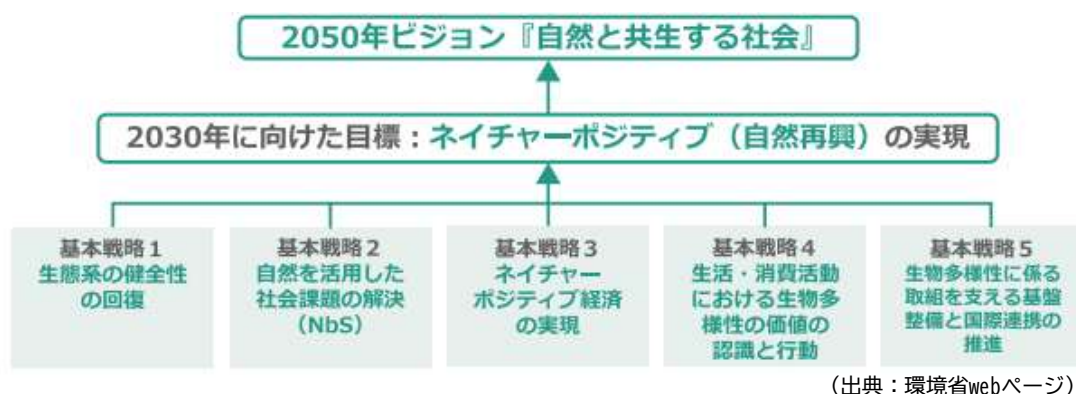 2050年ビジョン『自然と共生する社会』
2030年に向けた目標：ネイチャーポジティブ（自然再興）の実現
基本戦略1
生態系の健全性
の回復
基本戦略2
自然を活用した
社会課題の解決
（NbS）
基本戦略3
ネイチャー
ポジティブ経済
の実現
基本戦略4
生活・消費活動
における生物多
様性の価値の
認識と行動
基本戦略5
生物多様性に係る
取組を支える基盤
整備と国際連携の
推進
（出典：環境省webページ）